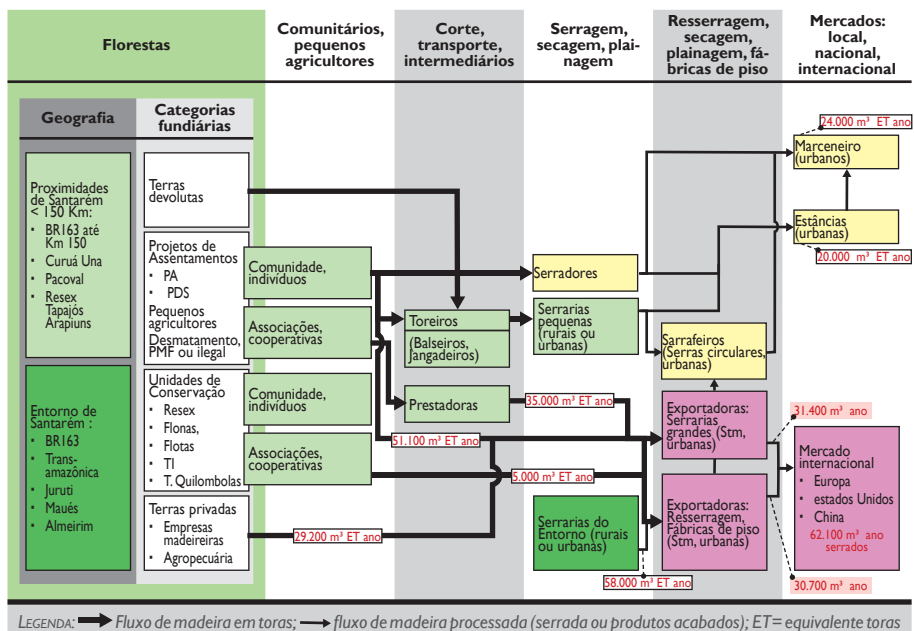 Florestas
Comunitários,
pequenos
agricultores
Corte,
transporte,
intermediários
Serragem,
secagem, plai-
nagem
Resserragem,
secagem,
plainagem, fá-
bricas de piso
Mercados:
local,
nacional,
internacional
Geografia
Categorias
fundiárias
Proximidades
de Santarém
< 150 Km:
• BR163 até
Km 150
• Curuá Una
• Pacoval
• Resex
Tapajós
Arapiuns
Entorno de
Santarém :
• BR163
• Trans-
amazônica
• Juruti
• Maués
• Almeirim
Terras
devolutas
Projetos de
Assentamentos
• PA
• PDS
Pequenos
agricultores
Desmatamento,
PMF ou ilegal
Unidades de
Conservação
• Resex
• Flonas,
• Flotas
• TI
• T. Quilombolas
Terras privadas
• Empresas
madeireiras
• Agropecuária
Comunidade,
indivíduos
Associações,
cooperativas
Comunidade,
indivíduos
Associações,
cooperativas
29.200 m³ ET ano
Toreiros
(Balseiros,
Jangadeiros)
Prestadoras
51.100 m³ ET ano
Serradores
Serrarias
pequenas
(rurais ou
urbanas)
35.000 m³ ET ano
5.000 m³ ET ano
Serrarias do
Entorno (rurais
ou urbanas)
58.000 m³ ET ano
Sarrafeiros
(Serras circulares,
urbanas)
Exportadoras:
Serrarias
grandes (Stm,
urbanas)
Exportadoras:
Resserragem,
Fábricas de piso
(Stm, urbanas)
24.000 m³ ET ano
Marceneiro
(urbanos)
Estâncias
(urbanas)
20.000 m³ ET ano
31.400 m³ ano
Mercado
internacional
• Europa
• estados Unidos
• China
62.100 m³ ano
serrados
30.700 m³ ano
LEGENDA: Fluxo de madeira em toras; fluxo de madeira processada (serrada ou produtos acabados); ET= equivalente toras